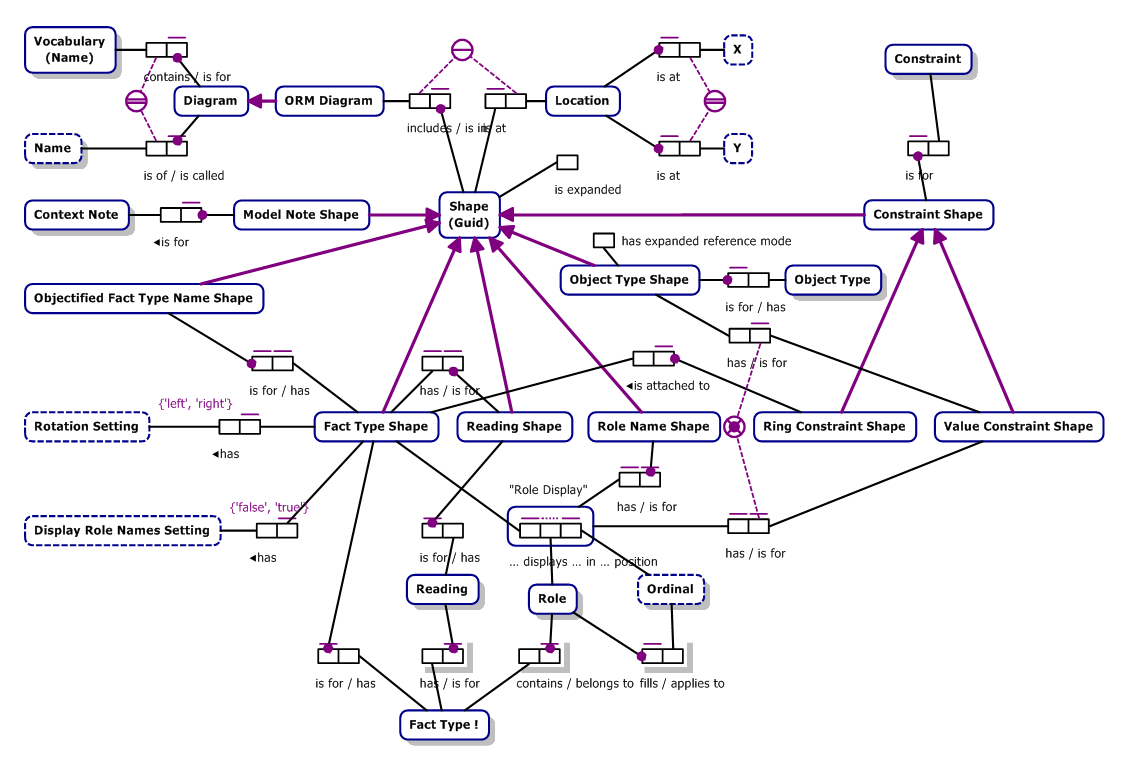 Vocabulary
(Name)
contains / is for
Diagram
ORM Diagram
includes / is in
is at
Location
is at
X
Constraint
Name
is of / is called
is at
Y
is for
is expanded
Context Note
◄is for
Model Note Shape
Shape
(Guid)
Constraint Shape
has expanded reference mode
Objectified Fact Type Name Shape
Object Type Shape
is for / has
Object Type
is for / has
has / is for
◄is attached to
has / is for
{'left', 'right'}
Rotation Setting
◄has
Fact Type Shape
Reading Shape
Role Name Shape
Ring Constraint Shape
Value Constraint Shape
"Role Display"
has / is for
{'false', 'true'}
Display Role Names Setting
◄has
is for / has
... displays ... in ... position
has / is for
Reading
Role
Ordinal
is for / has
has / is for
contains / belongs to
fills / applies to
Fact Type !